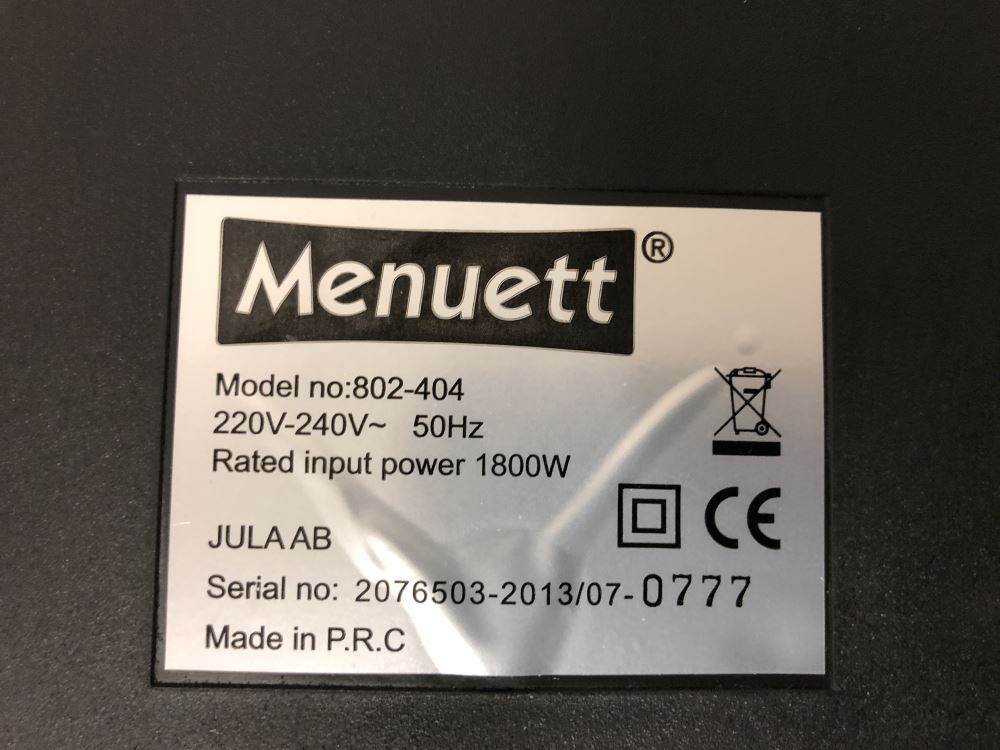 Menuett®
Model no:802-404
220V-240V~ 50Hz
Rated input power 1800W
CE
JULA AB
Serial no: 2076503-2013/07-0777
Made in P.R.C